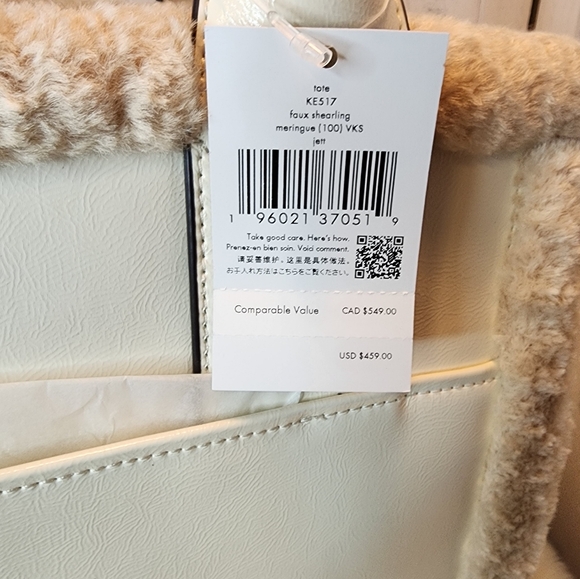 tote
KE517
faux shearling
meringue (100) VKS
jett
1 96021 37051 9
Take good care. Here's how.
Prenez-en bien soin. Voici comment.
请妥善维护。这里是具体做法。
お手入れ方法はこちらをご覧ください。
Comparable Value CAD $549.00
USD $459.00